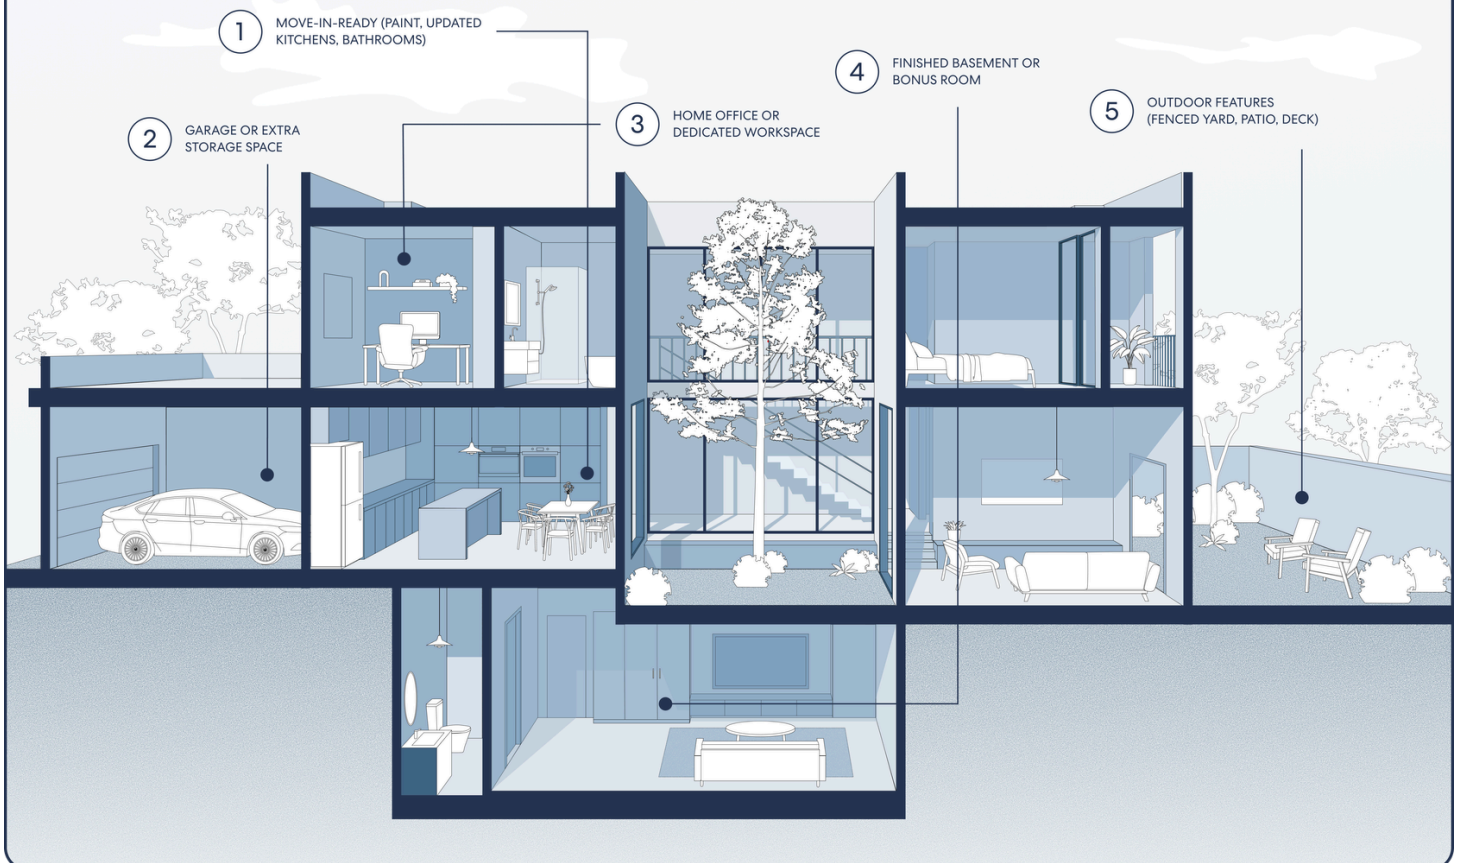 1
MOVE-IN-READY (PAINT, UPDATED
KITCHENS, BATHROOMS)
2
GARAGE OR EXTRA
STORAGE SPACE
3
HOME OFFICE OR
DEDICATED WORKSPACE
4
FINISHED BASEMENT OR
BONUS ROOM
5
OUTDOOR FEATURES
(FENCED YARD, PATIO, DECK)